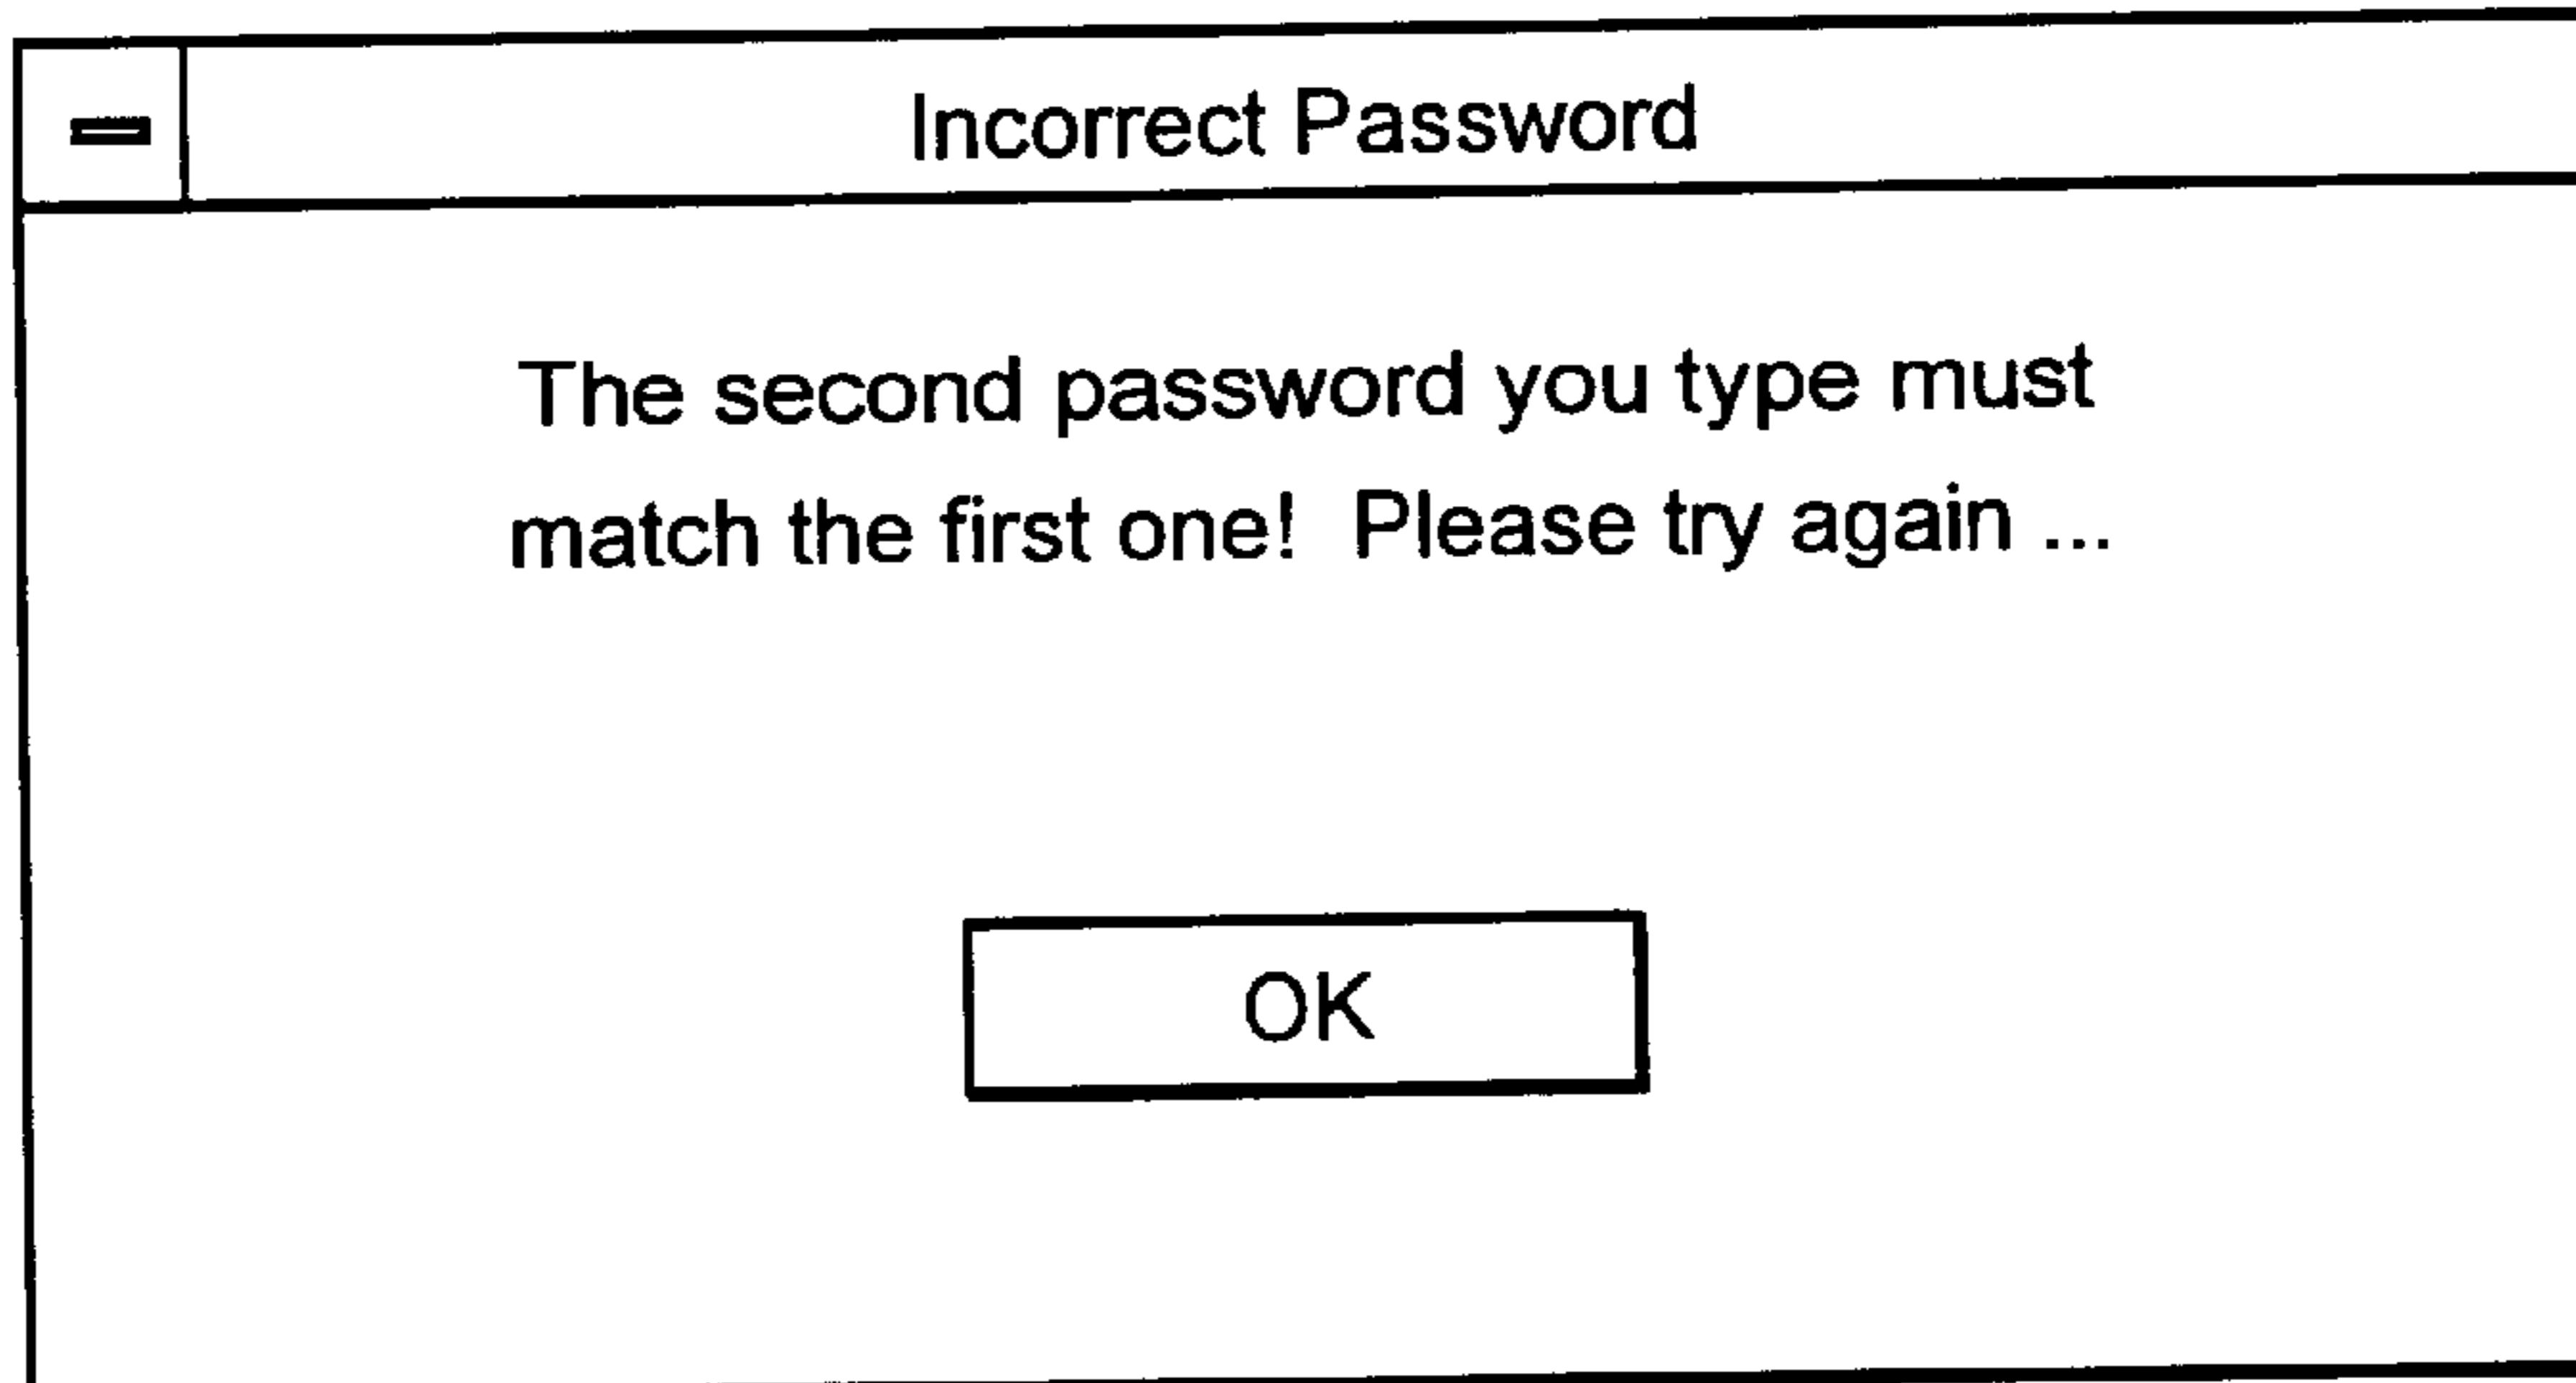 Incorrect Password
The second password you type must
match the first one!  Please try again ...
OK